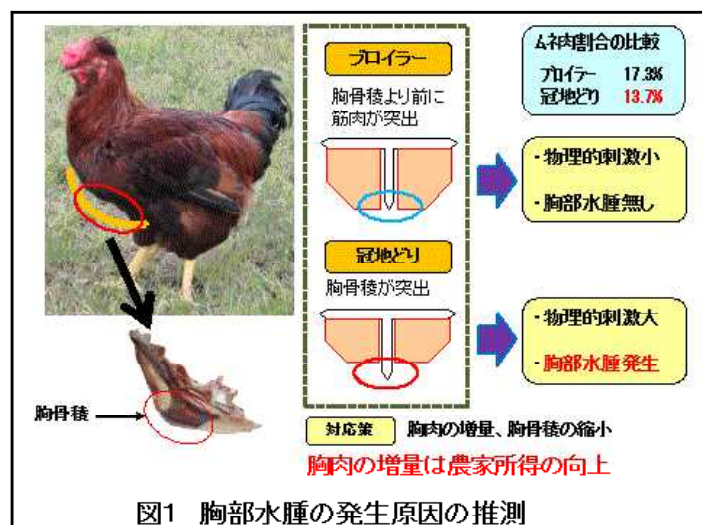 ブロイラー
胸骨稜より前に
筋肉が突出
冠地どり
胸骨稜が突出
ムネ肉割合の比較
ブロイラー 17.3%
冠地どり 13.7%
・物理的刺激小
・胸部水腫無し
・物理的刺激大
・胸部水腫発生
胸骨稜
対応策 胸肉の増量、胸骨稜の縮小
胸肉の増量は農家所得の向上
図1 胸部水腫の発生原因の推測